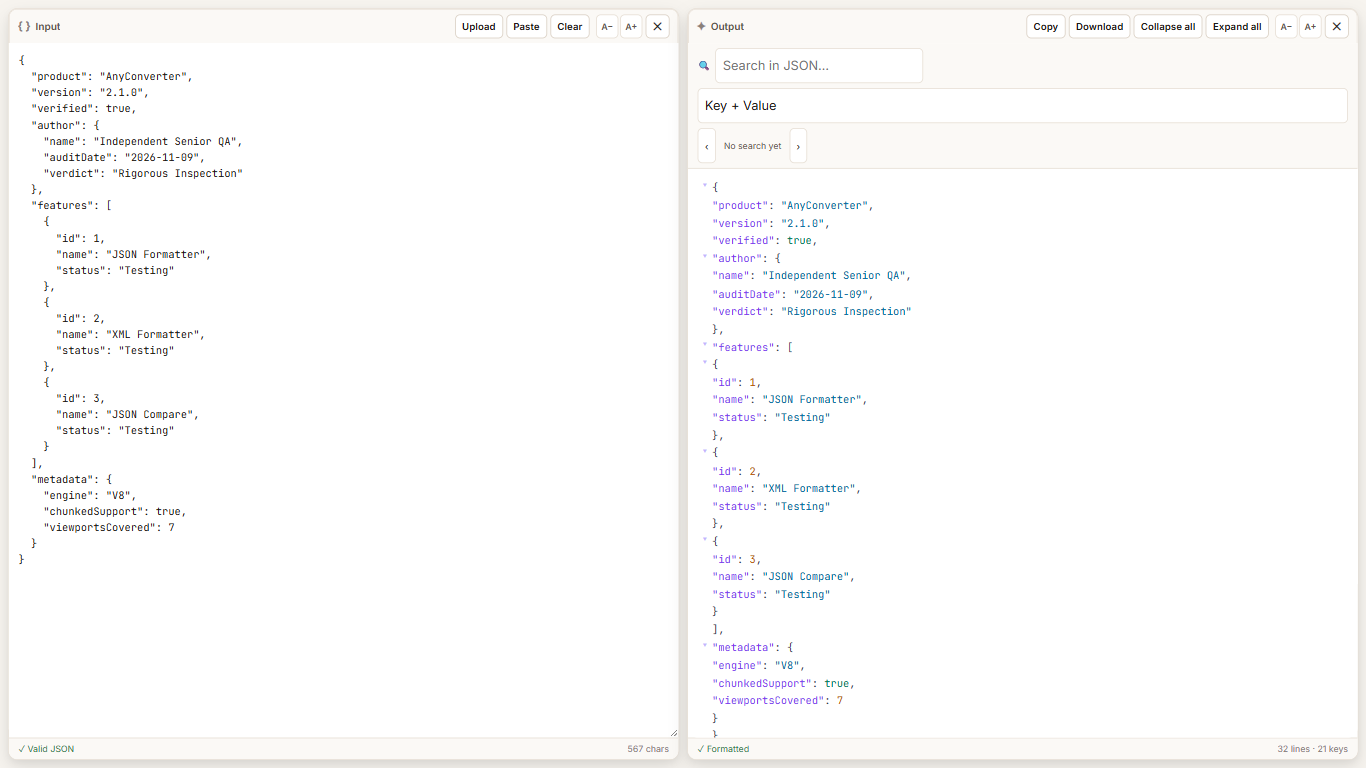 { } Input
Upload
Paste
Clear
A−
A+
✕
{
  "product": "AnyConverter",
  "version": "2.1.0",
  "verified": true,
  "author": {
    "name": "Independent Senior QA",
    "auditDate": "2026-11-09",
    "verdict": "Rigorous Inspection"
  },
  "features": [
    {
      "id": 1,
      "name": "JSON Formatter",
      "status": "Testing"
    },
    {
      "id": 2,
      "name": "XML Formatter",
      "status": "Testing"
    },
    {
      "id": 3,
      "name": "JSON Compare",
      "status": "Testing"
    }
  ],
  "metadata": {
    "engine": "V8",
    "chunkedSupport": true,
    "viewportsCovered": 7
  }
}
✓ Valid JSON
567 chars
✦ Output
Copy
Download
Collapse all
Expand all
A−
A+
✕
Search in JSON...
Key + Value
‹
No search yet
›
{
"product": "AnyConverter",
"version": "2.1.0",
"verified": true,
"author": {
"name": "Independent Senior QA",
"auditDate": "2026-11-09",
"verdict": "Rigorous Inspection"
},
"features": [
{
"id": 1,
"name": "JSON Formatter",
"status": "Testing"
},
{
"id": 2,
"name": "XML Formatter",
"status": "Testing"
},
{
"id": 3,
"name": "JSON Compare",
"status": "Testing"
}
],
"metadata": {
"engine": "V8",
"chunkedSupport": true,
"viewportsCovered": 7
}
}
✓ Formatted
32 lines · 21 keys